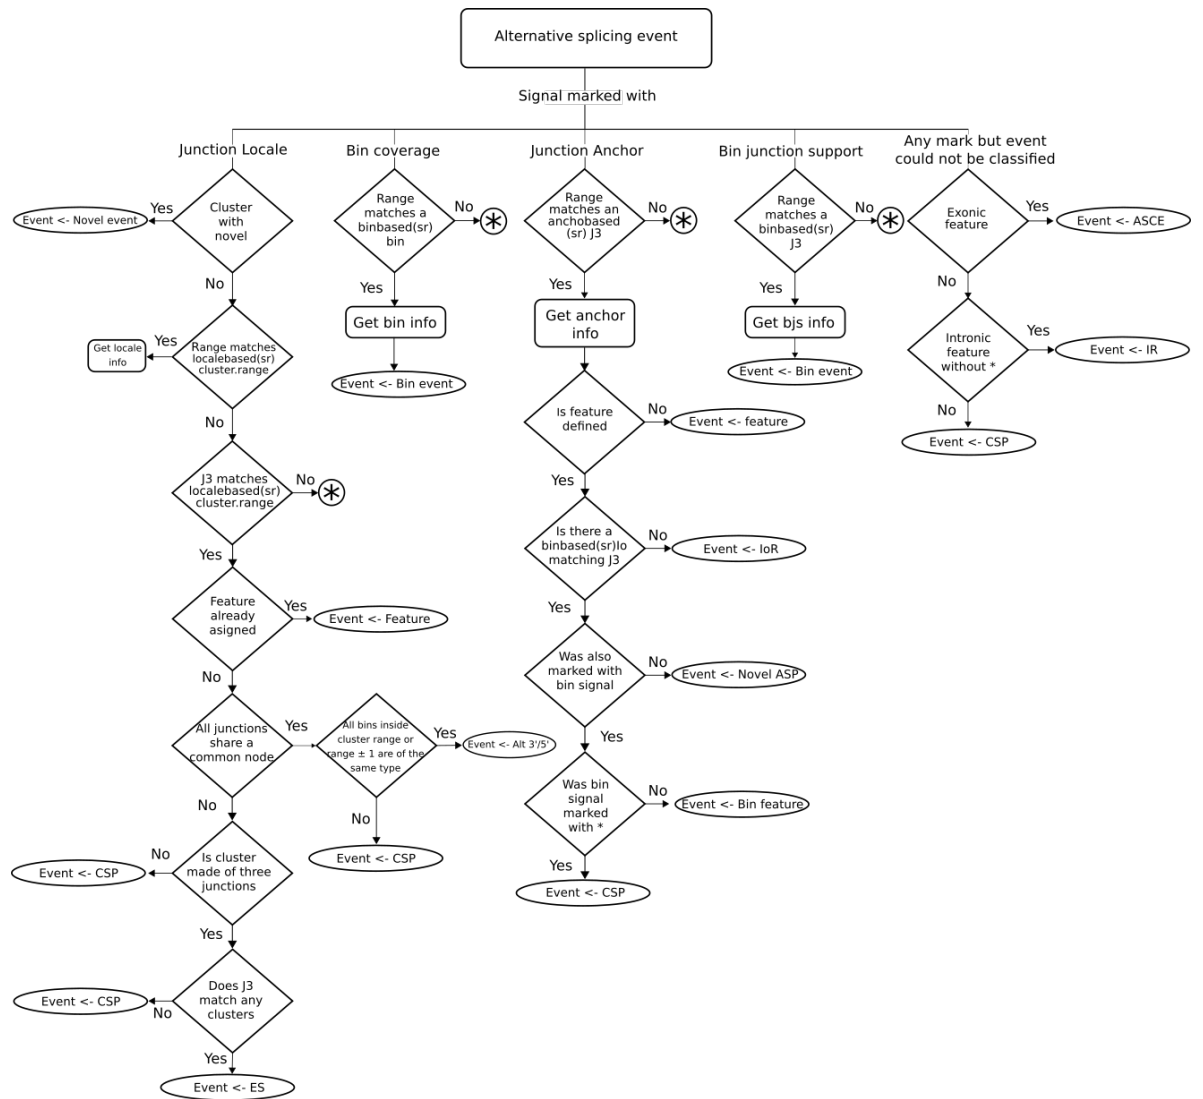 Alternative splicing event
Signal marked with
Junction Locale
Bin coverage
Junction Anchor
Bin junction support
Any mark but event
could not be classified
Cluster
with
novel
Yes
Event <- Novel event
No
Range matches
localebased(sr)
cluster.range
Yes
Get locale
info
No
J3 matches
localebased(sr)
cluster.range
No
*
Yes
Feature
already
asigned
Yes
Event <- Feature
No
All junctions
share a
common node
Yes
All bins inside
cluster range or
range ± 1 are of the
same type
Yes
Event <- Alt 3'/5'
No
Event <- CSP
No
Is cluster
made of three
junctions
No
Event <- CSP
Yes
Does J3
match any
clusters
No
Event <- CSP
Yes
Event <- ES
Range
matches a
binbased(sr)
bin
No
*
Yes
Get bin info
Event <- Bin event
Range
matches an
anchobased
(sr) J3
No
*
Yes
Get anchor
info
Is feature
defined
No
Event <- feature
Yes
Is there a
binbased(sr)Io
matching J3
No
Event <- IoR
Yes
Was also
marked with
bin signal
No
Event <- Novel ASP
Yes
Was bin
signal
marked
with *
No
Event <- Bin feature
Yes
Event <- CSP
Range
matches a
binbased(sr)
J3
No
*
Yes
Get bjs info
Event <- Bin event
Exonic
feature
Yes
Event <- ASCE
No
Intronic
feature
without *
Yes
Event <- IR
No
Event <- CSP